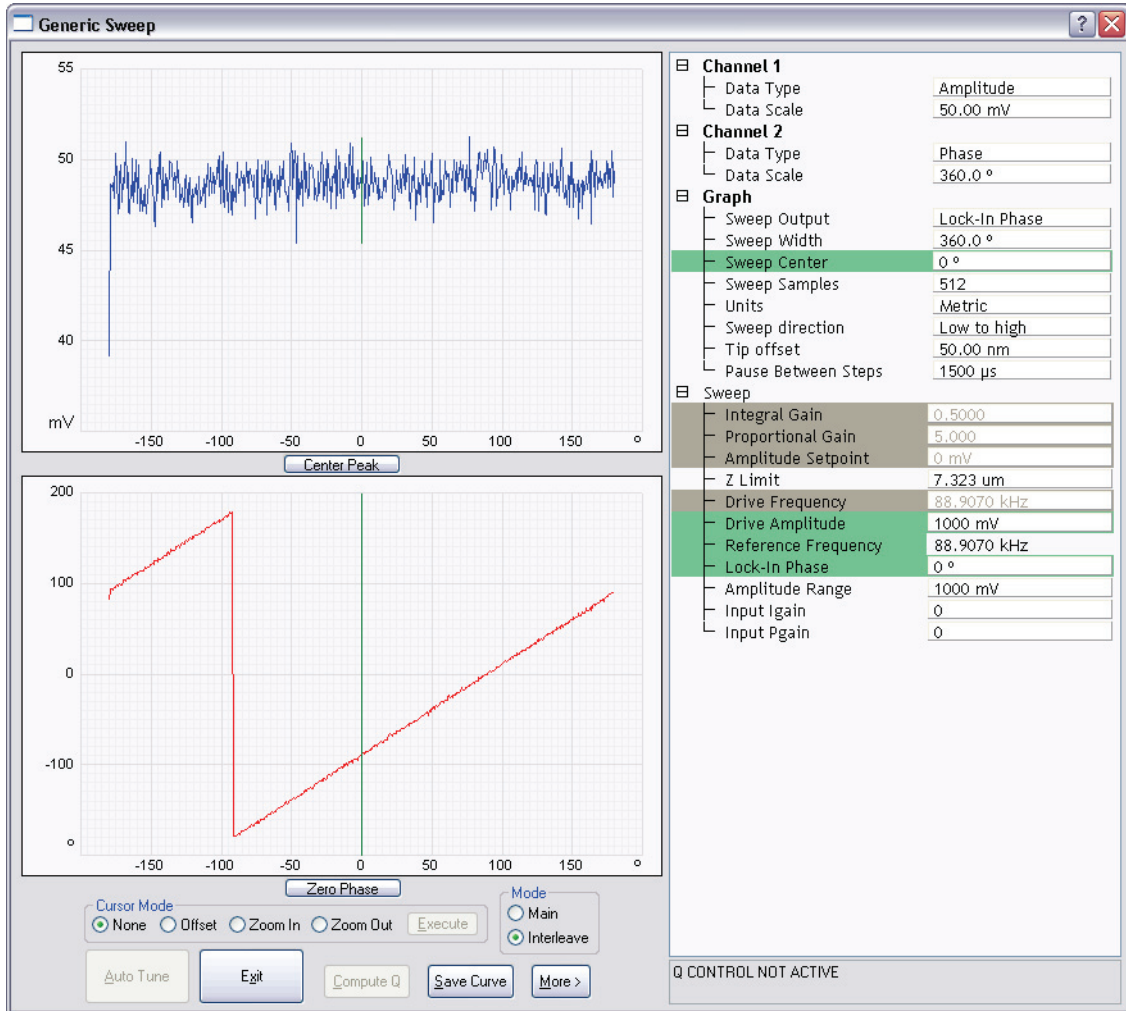 Generic Sweep
55
50
45
40
mV
-150 -100 -50 0 50 100 150 º
Center Peak
200
100
0
-100
º
-150 -100 -50 0 50 100 150 º
Zero Phase
Cursor Mode
None Offset Zoom In Zoom Out Execute
Mode
Main
Interleave
Auto Tune Exit Compute Q Save Curve More >
Channel 1
Data Type Amplitude
Data Scale 50.00 mV
Channel 2
Data Type Phase
Data Scale 360.0 º
Graph
Sweep Output Lock-In Phase
Sweep Width 360.0 º
Sweep Center 0 º
Sweep Samples 512
Units Metric
Sweep direction Low to high
Tip offset 50.00 nm
Pause Between Steps 1500 µs
Sweep
Integral Gain 0.5000
Proportional Gain 5.000
Amplitude Setpoint 0 mV
Z Limit 7.323 um
Drive Frequency 88.9070 kHz
Drive Amplitude 1000 mV
Reference Frequency 88.9070 kHz
Lock-In Phase 0 º
Amplitude Range 1000 mV
Input Igain 0
Input Pgain 0
Q CONTROL NOT ACTIVE